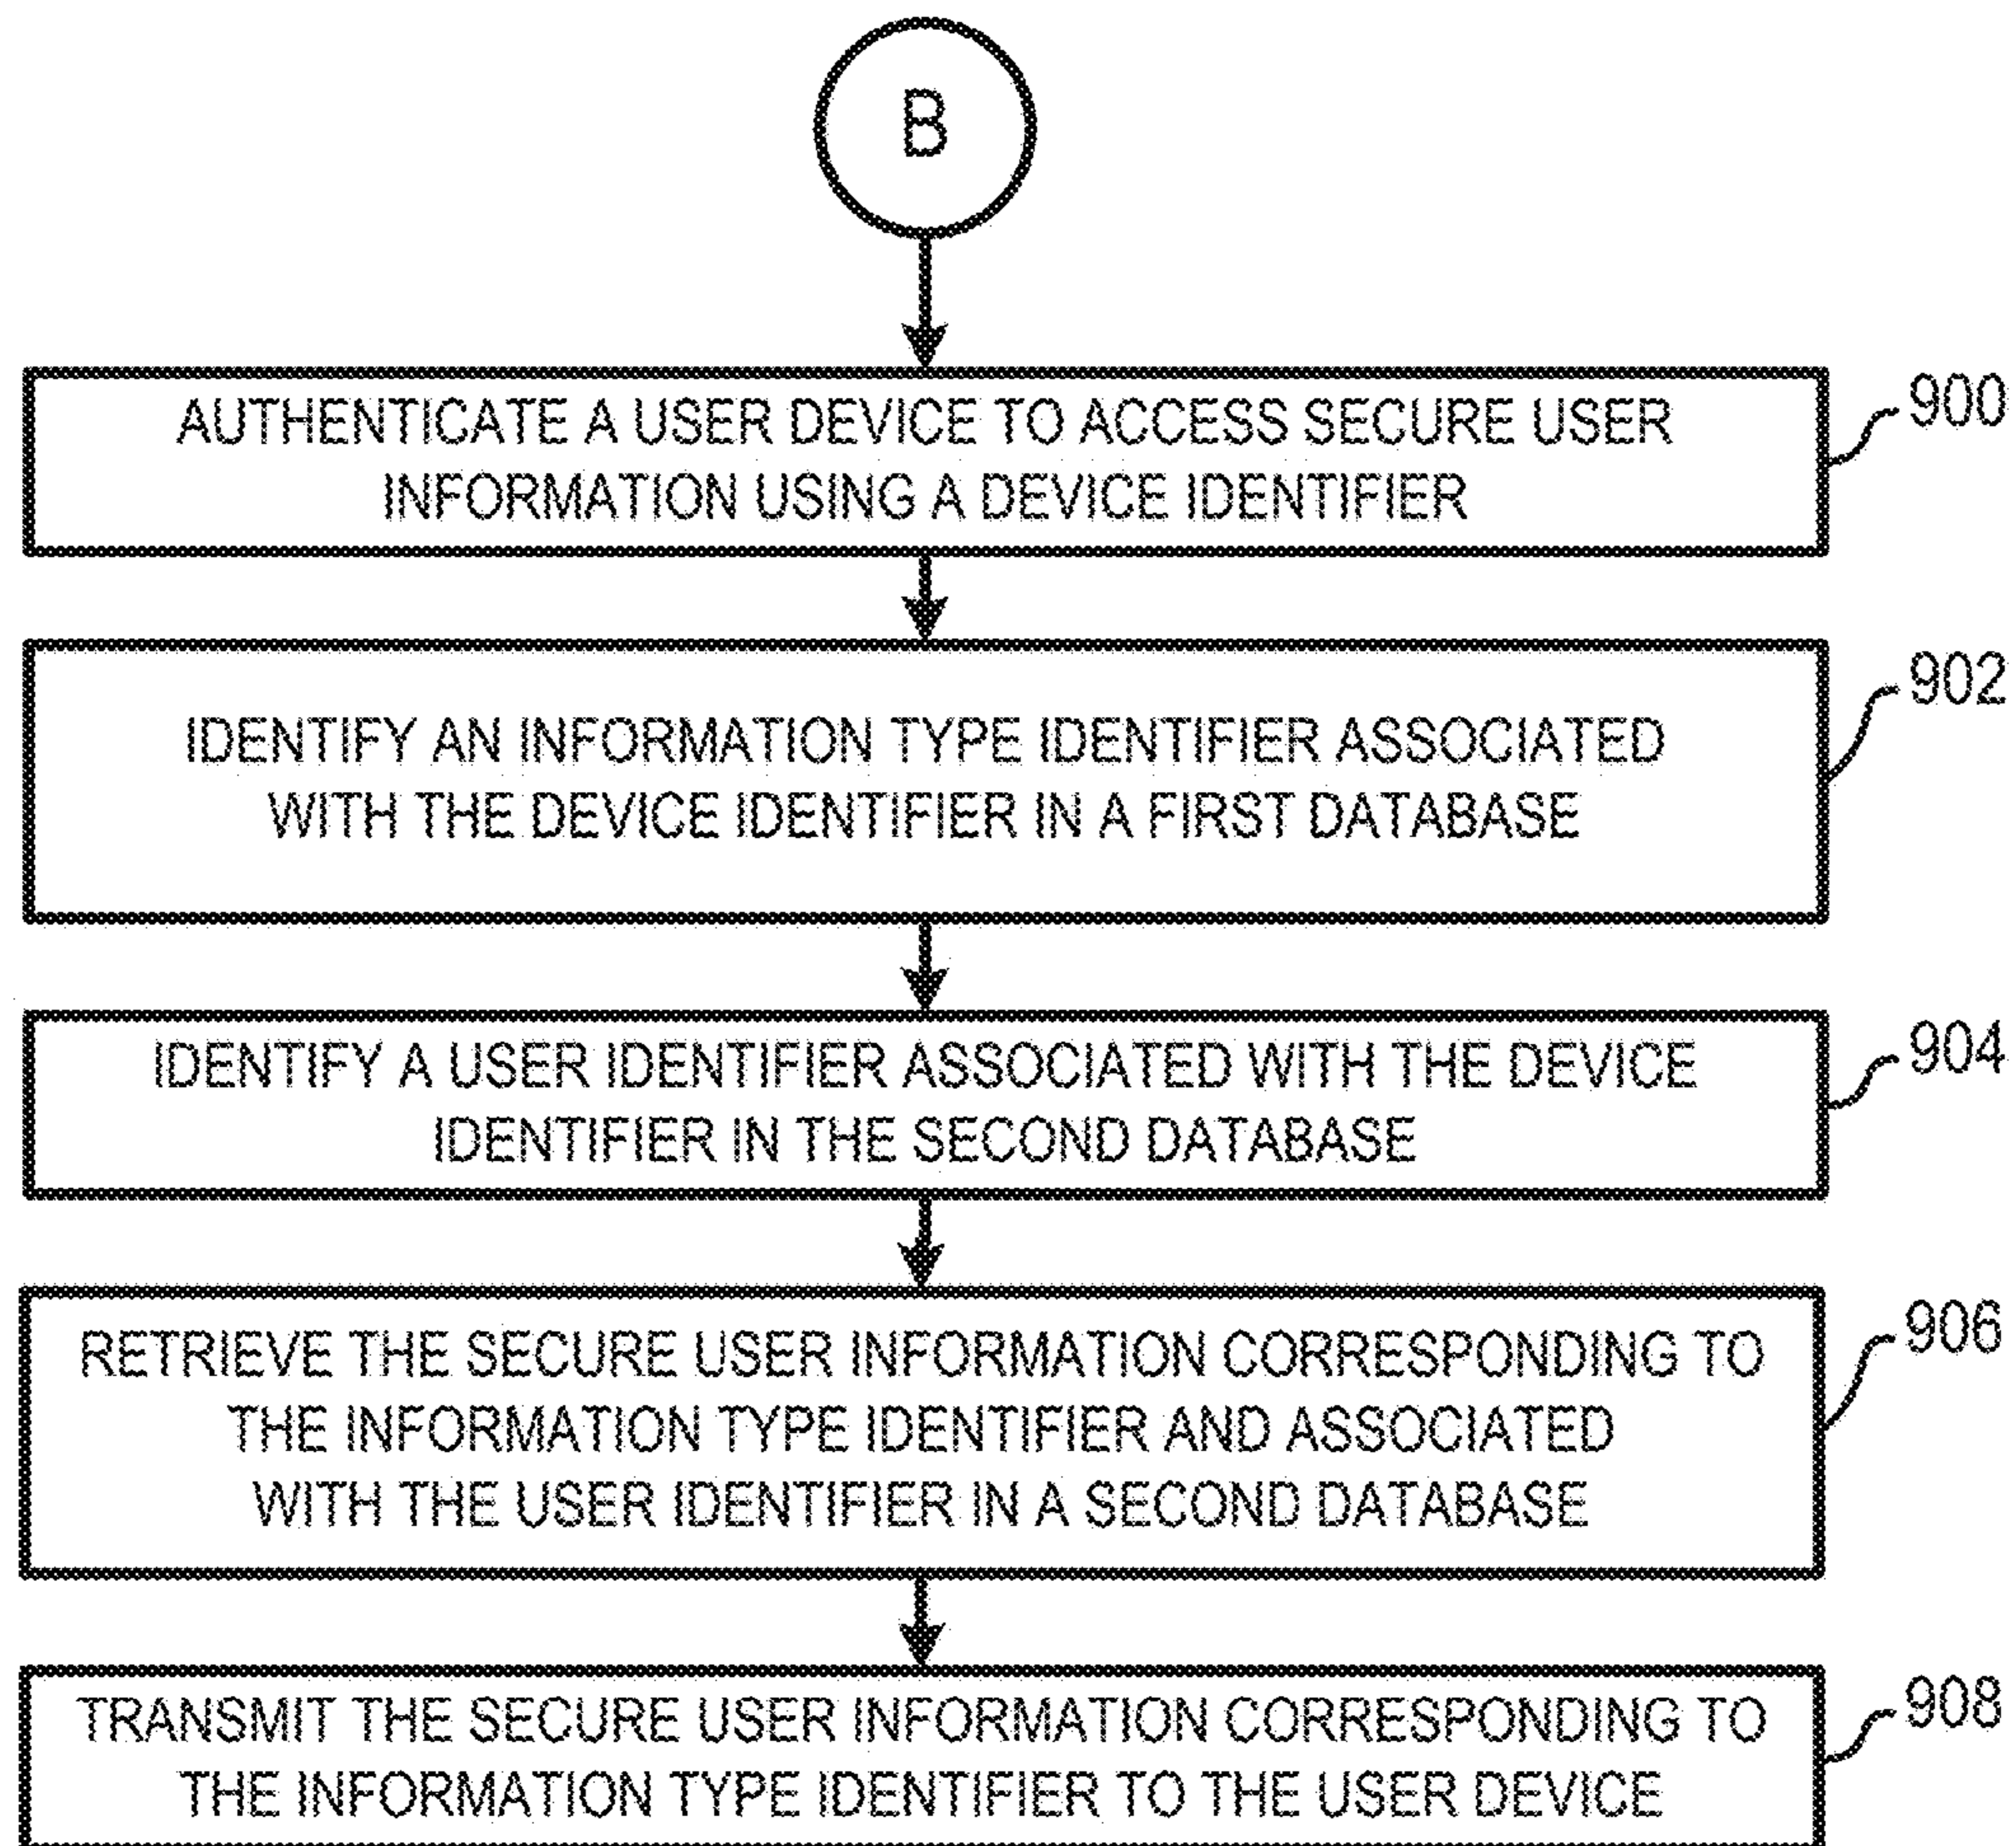 B
AUTHENTICATE A USER DEVICE TO ACCESS SECURE USER
INFORMATION USING A DEVICE IDENTIFIER
900
IDENTIFY AN INFORMATION TYPE IDENTIFIER ASSOCIATED
WITH THE DEVICE IDENTIFIER IN A FIRST DATABASE
902
IDENTIFY A USER IDENTIFIER ASSOCIATED WITH THE DEVICE
IDENTIFIER IN THE SECOND DATABASE
904
RETRIEVE THE SECURE USER INFORMATION CORRESPONDING TO
THE INFORMATION TYPE IDENTIFIER AND ASSOCIATED
WITH THE USER IDENTIFIER IN A SECOND DATABASE
906
TRANSMIT THE SECURE USER INFORMATION CORRESPONDING TO
THE INFORMATION TYPE IDENTIFIER TO THE USER DEVICE
908